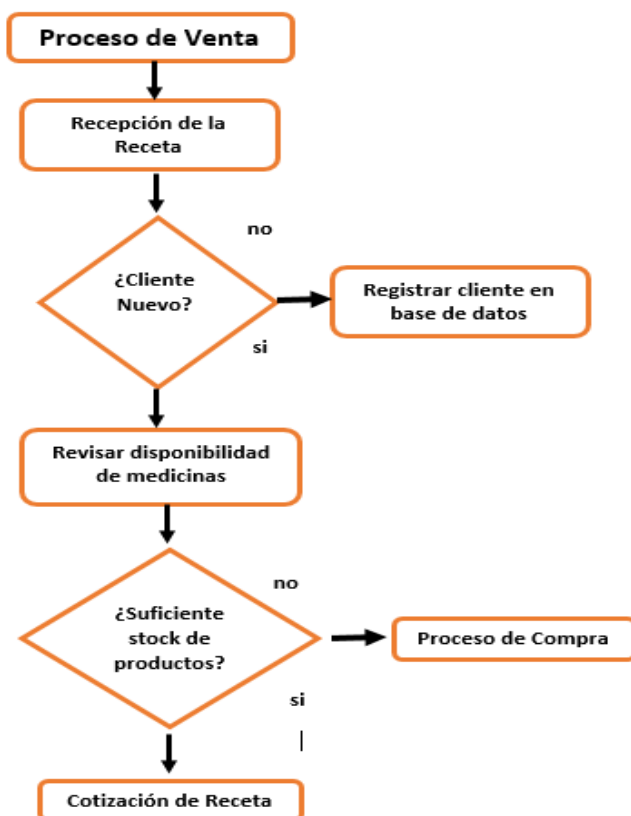 Proceso de Venta
Recepción de la
Receta
no
¿Cliente
Nuevo?
Registrar cliente en
base de datos
si
Revisar disponibilidad
de medicinas
no
¿Suficiente
stock de
productos?
Proceso de Compra
si
Cotización de Receta